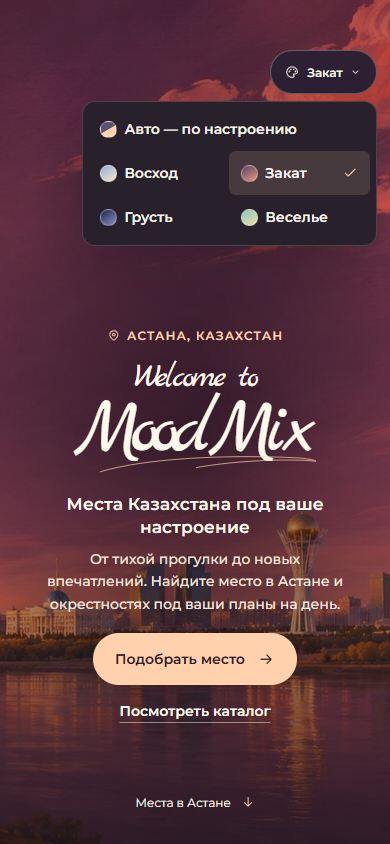 Закат
Авто — по настроению
Восход
Закат
Грусть
Веселье
АСТАНА, КАЗАХСТАН
Welcome to
MoodMix
Места Казахстана под ваше
настроение
От тихой прогулки до новых
впечатлений. Найдите место в Астане и
окрестностях под ваши планы на день.
Подобрать место →
Посмотреть каталог
Места в Астане ↓